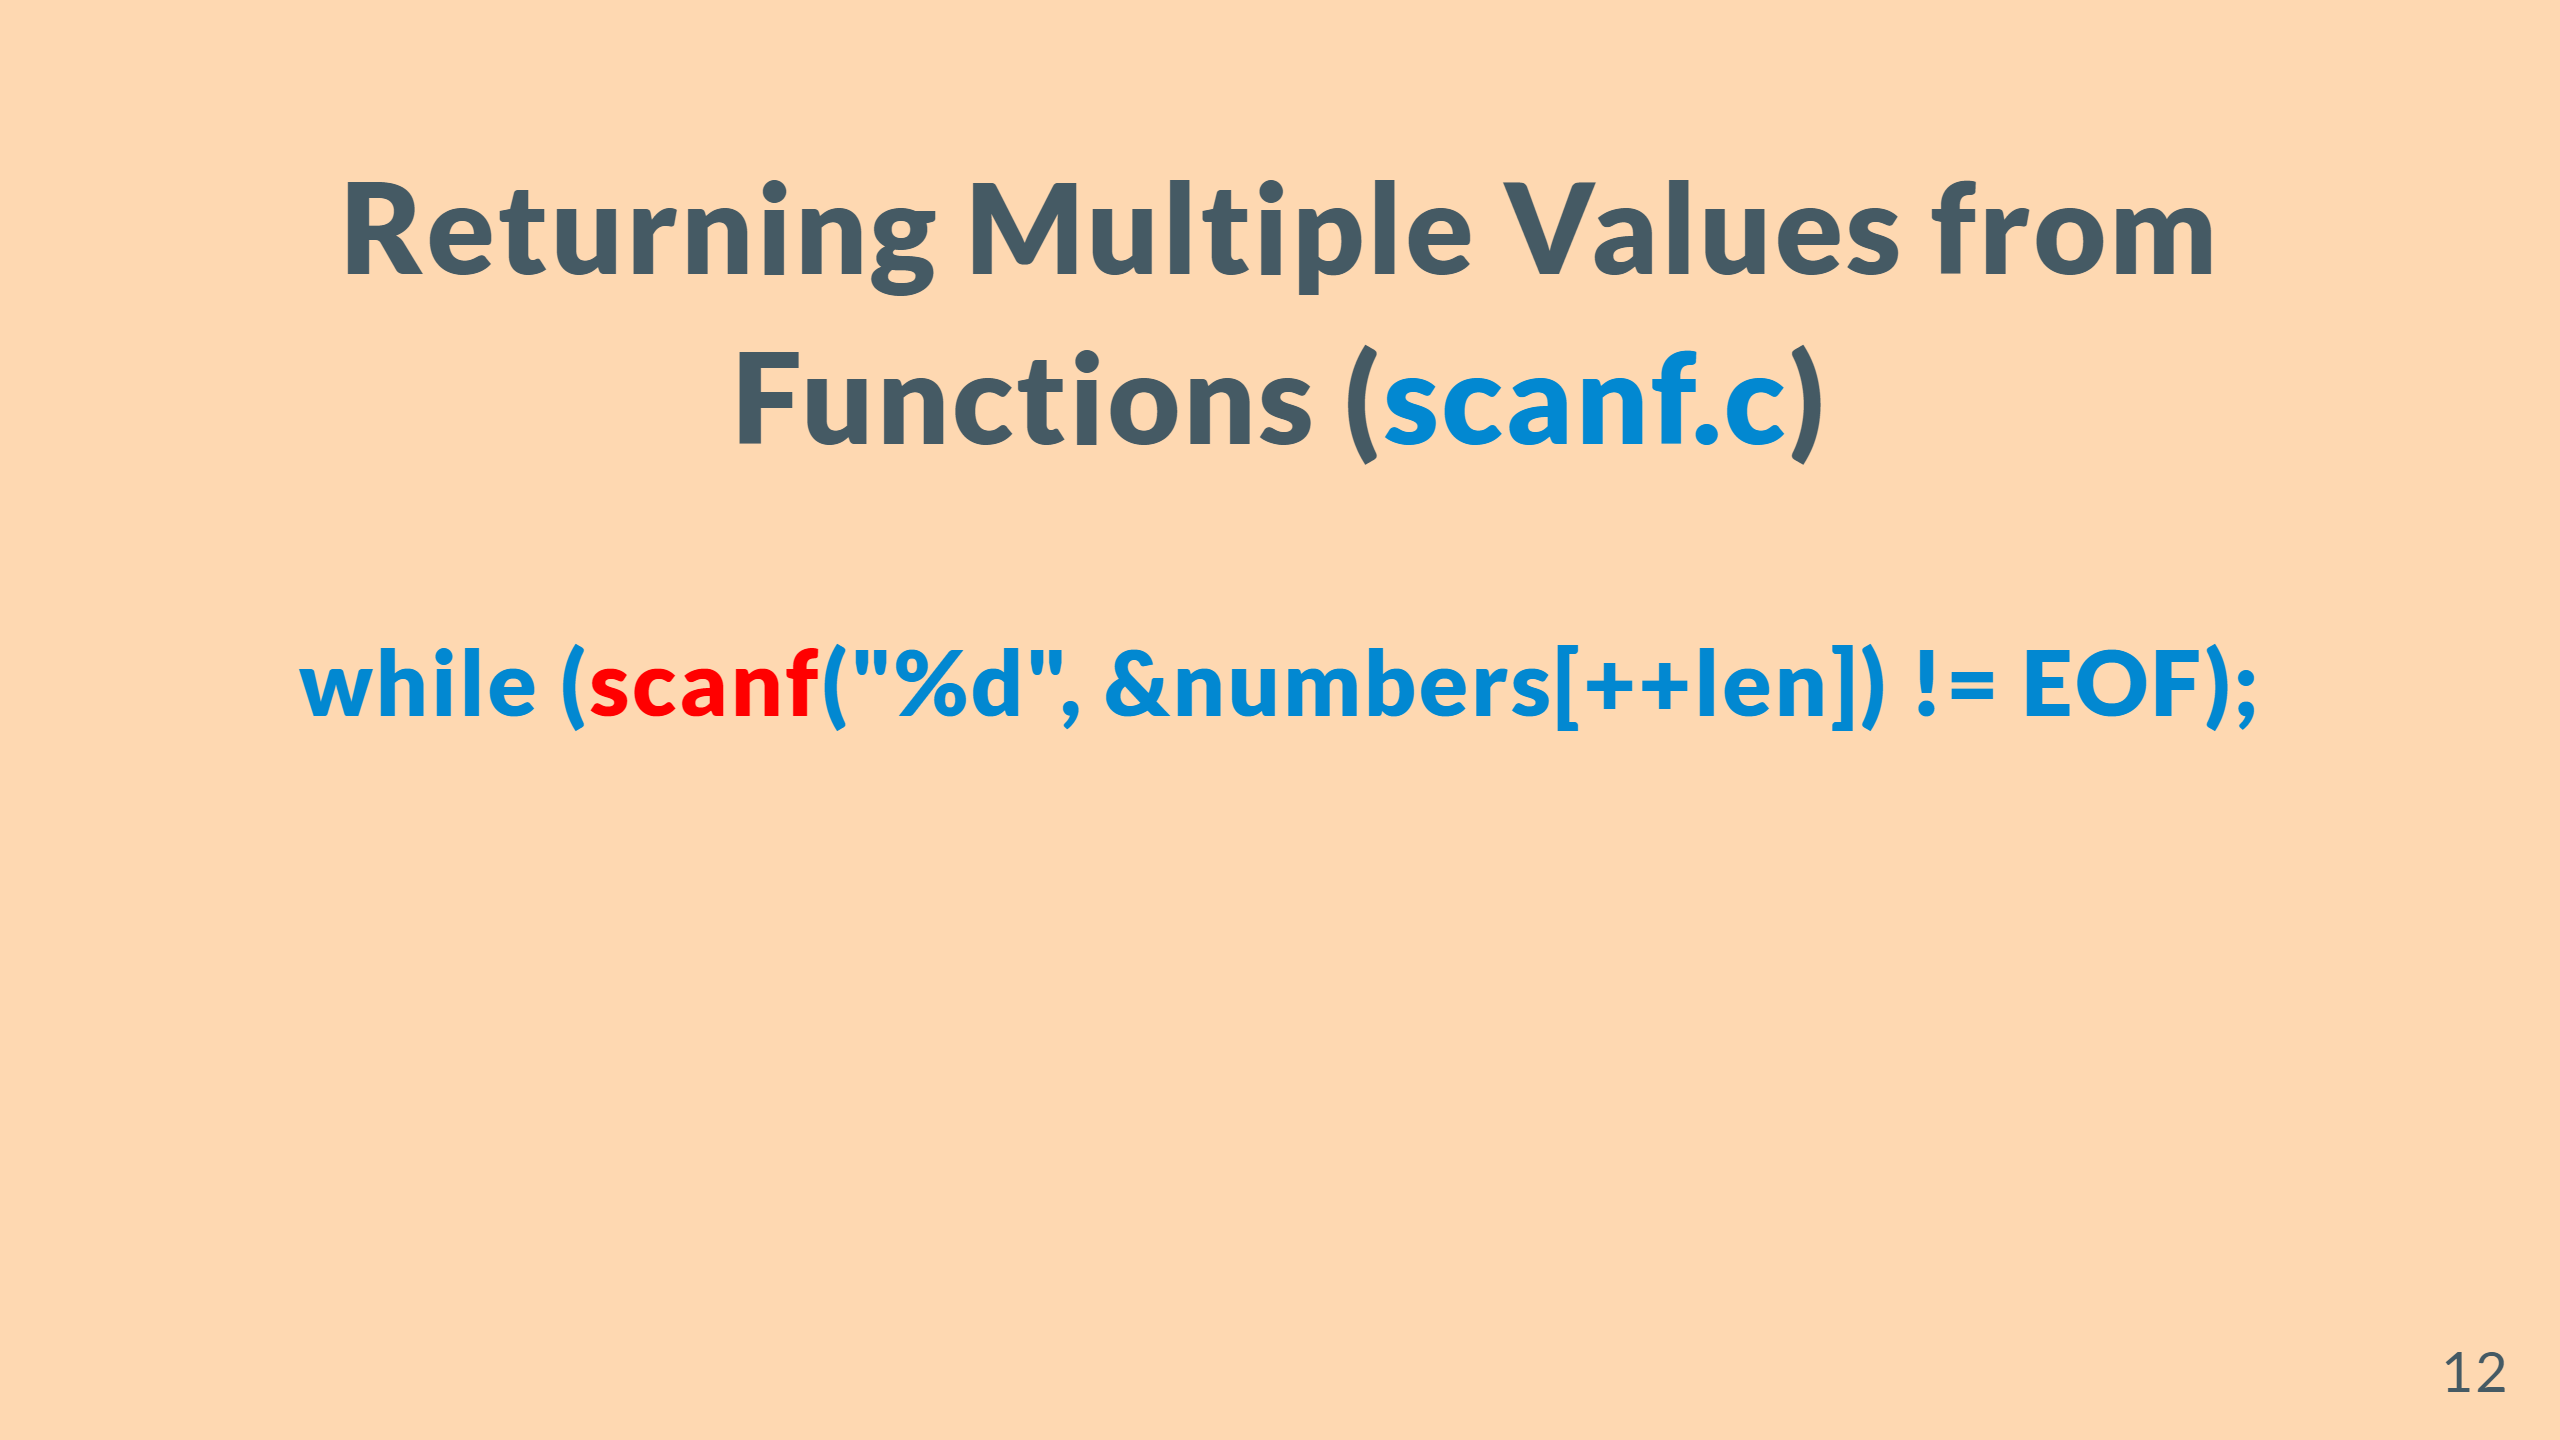 Returning Multiple Values from
Functions (scanf.c)
while (scanf("%d", &numbers[++len]) != EOF);
12